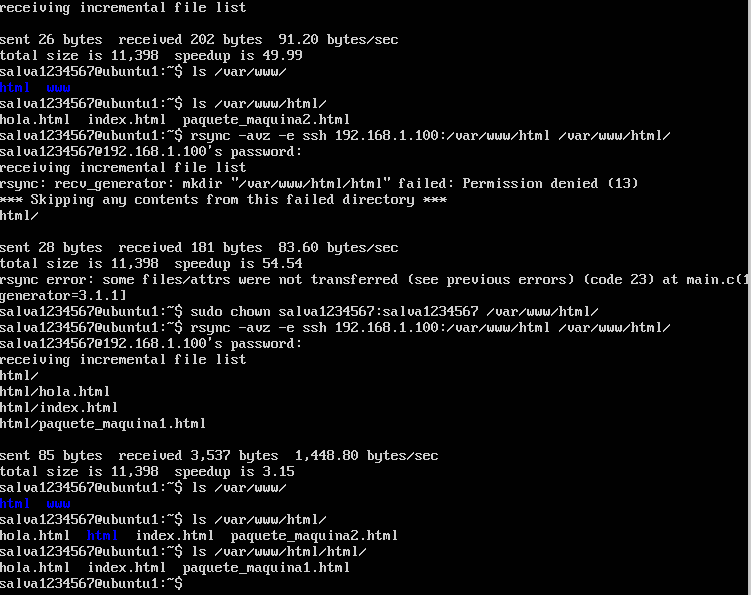 receiving incremental file list
sent 26 bytes  received 202 bytes  91.20 bytes/sec
total size is 11,398  speedup is 49.99
salva1234567@ubuntu1:~$ ls /var/www/
html  www
salva1234567@ubuntu1:~$ ls /var/www/html/
hola.html  index.html  paquete_maquina2.html
salva1234567@ubuntu1:~$ rsync -avz -e ssh 192.168.1.100:/var/www/html /var/www/html/
salva1234567@192.168.1.100's password:
receiving incremental file list
rsync: recv_generator: mkdir "/var/www/html/html" failed: Permission denied (13)
*** Skipping any contents from this failed directory ***
html/
sent 28 bytes  received 181 bytes  83.60 bytes/sec
total size is 11,398  speedup is 54.54
rsync error: some files/attrs were not transferred (see previous errors) (code 23) at main.c(1
generator=3.1.1]
salva1234567@ubuntu1:~$ sudo chown salva1234567:salva1234567 /var/www/html/
salva1234567@ubuntu1:~$ rsync -avz -e ssh 192.168.1.100:/var/www/html /var/www/html/
salva1234567@192.168.1.100's password:
receiving incremental file list
html/
html/hola.html
html/index.html
html/paquete_maquina1.html
sent 85 bytes  received 3,537 bytes  1,448.80 bytes/sec
total size is 11,398  speedup is 3.15
salva1234567@ubuntu1:~$ ls /var/www/
html  www
salva1234567@ubuntu1:~$ ls /var/www/html/
hola.html  html  index.html  paquete_maquina2.html
salva1234567@ubuntu1:~$ ls /var/www/html/html/
hola.html  index.html  paquete_maquina1.html
salva1234567@ubuntu1:~$